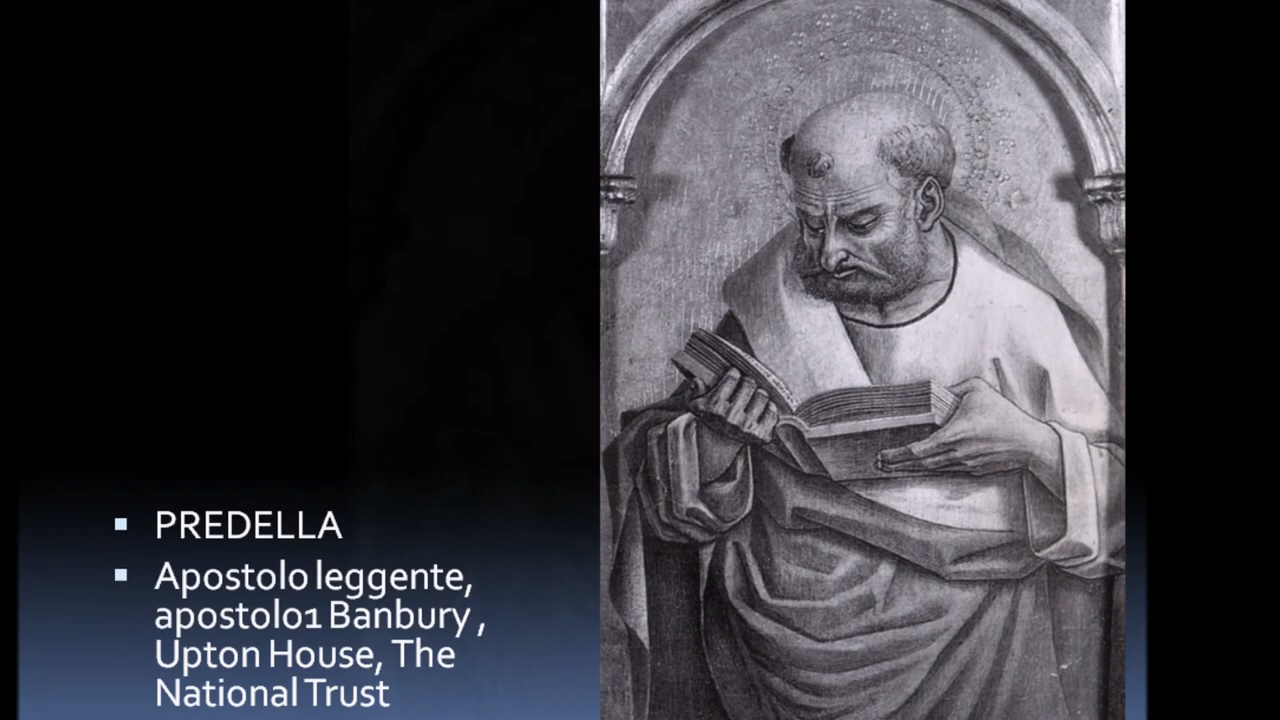 PREDELLA
Apostolo leggente,
apostolo1 Banbury ,
Upton House, The
National Trust